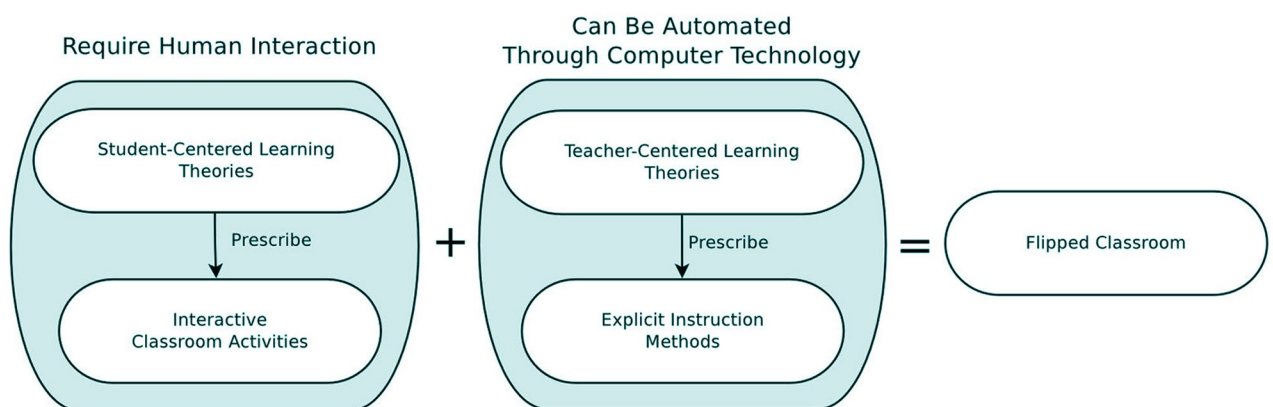 Require Human Interaction
Can Be Automated
Through Computer Technology
Student-Centered Learning
Theories
Prescribe
Interactive
Classroom Activities
+
Teacher-Centered Learning
Theories
Prescribe
Explicit Instruction
Methods
=
Flipped Classroom